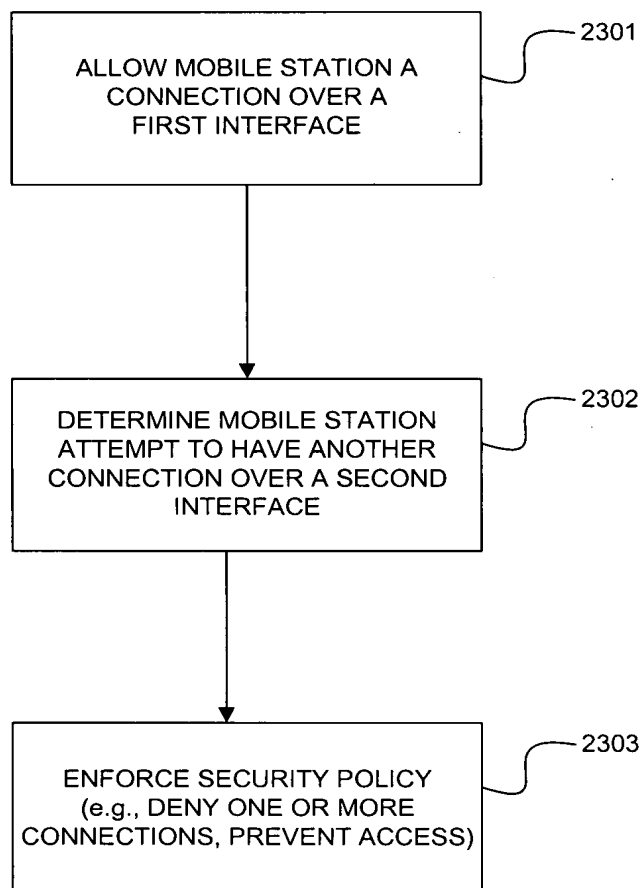 2301
ALLOW MOBILE STATION A
CONNECTION OVER A
FIRST INTERFACE
2302
DETERMINE MOBILE STATION
ATTEMPT TO HAVE ANOTHER
CONNECTION OVER A SECOND
INTERFACE
2303
ENFORCE SECURITY POLICY
(e.g., DENY ONE OR MORE
CONNECTIONS, PREVENT ACCESS)